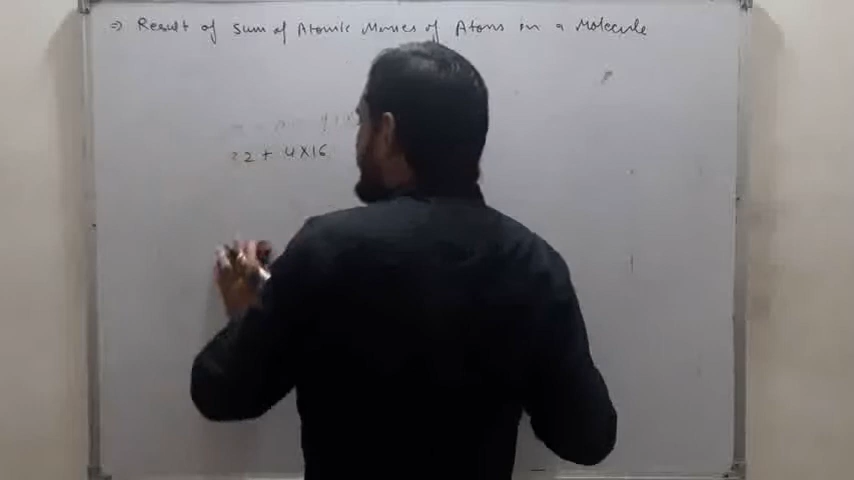 => Result of Sum of Atomic Masses of Atoms in a Molecule
32 + 4X16